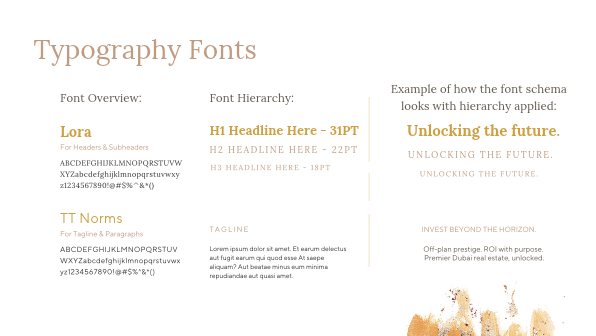 Typography Fonts
Font Overview:
Lora
For Headers & Subheaders
ABCDEFGHIJKLMNOPQRSTUVW
XYZabcdefghijklmnopqrstuvwxy
z1234567890!@#$%^&*()
TT Norms
For Tagline & Paragraphs
ABCDEFGHIJKLMNOPQRSTUV
WXYZabcdefghijklmnopqrstuvwx
yz1234567890!@#$%^&*()
Font Hierarchy:
H1 Headline Here - 31PT
H2 HEADLINE HERE - 22PT
H3 HEADLINE HERE - 18PT
TAGLINE
Lorem ipsum dolor sit amet. Et earum delectus
aut fugit earum qui quod esse At saepe
aliquam? Aut beatae minus eum minima
repudiandae aut quasi amet.
Example of how the font schema
looks with hierarchy applied:
Unlocking the future.
UNLOCKING THE FUTURE.
UNLOCKING THE FUTURE.
INVEST BEYOND THE HORIZON.
Off-plan prestige. ROI with purpose.
Premier Dubai real estate, unlocked.